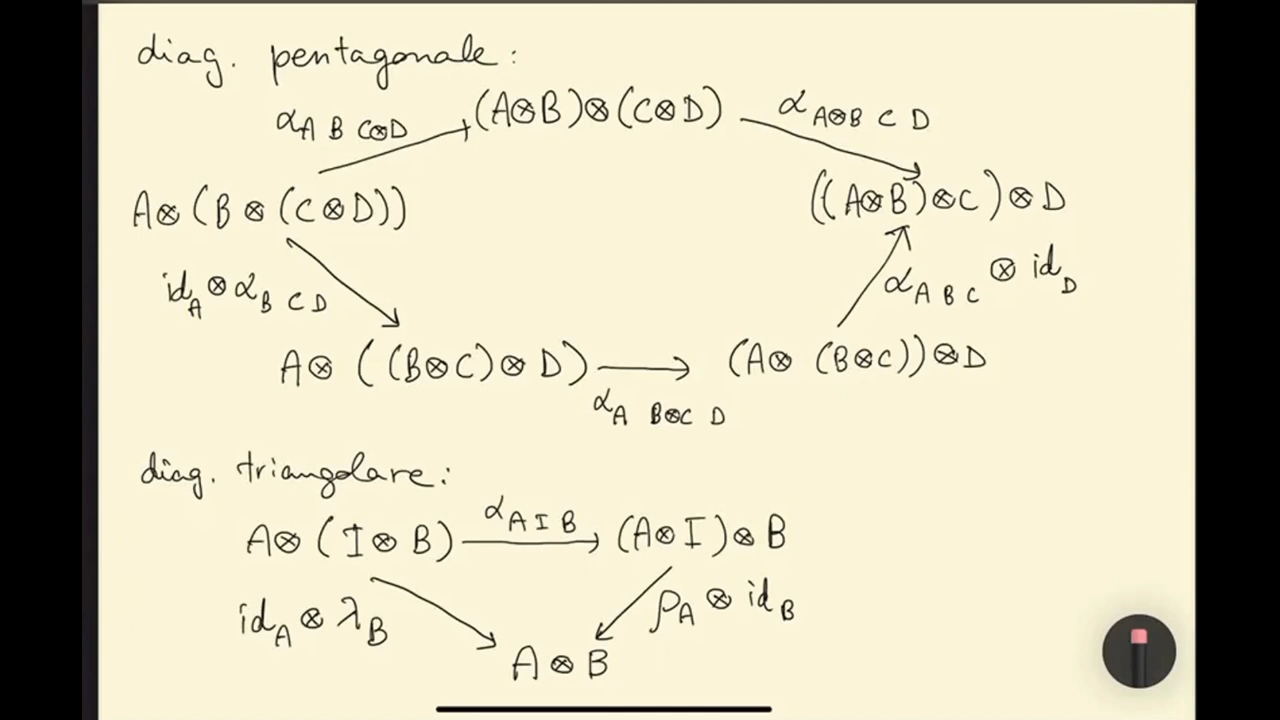 diag. pentagonale:
α_{A B C⊗D} (A⊗B)⊗(C⊗D) α_{A⊗B C D}
A⊗(B⊗(C⊗D)) ((A⊗B)⊗C)⊗D
id_A⊗α_{B C D} α_{A B C}⊗id_D
A⊗((B⊗C)⊗D) → (A⊗(B⊗C))⊗D
α_{A B⊗C D}
diag. triangolare:
α_{A I B}
A⊗(I⊗B) → (A⊗I)⊗B
id_A⊗λ_B ρ_A⊗id_B
A⊗B